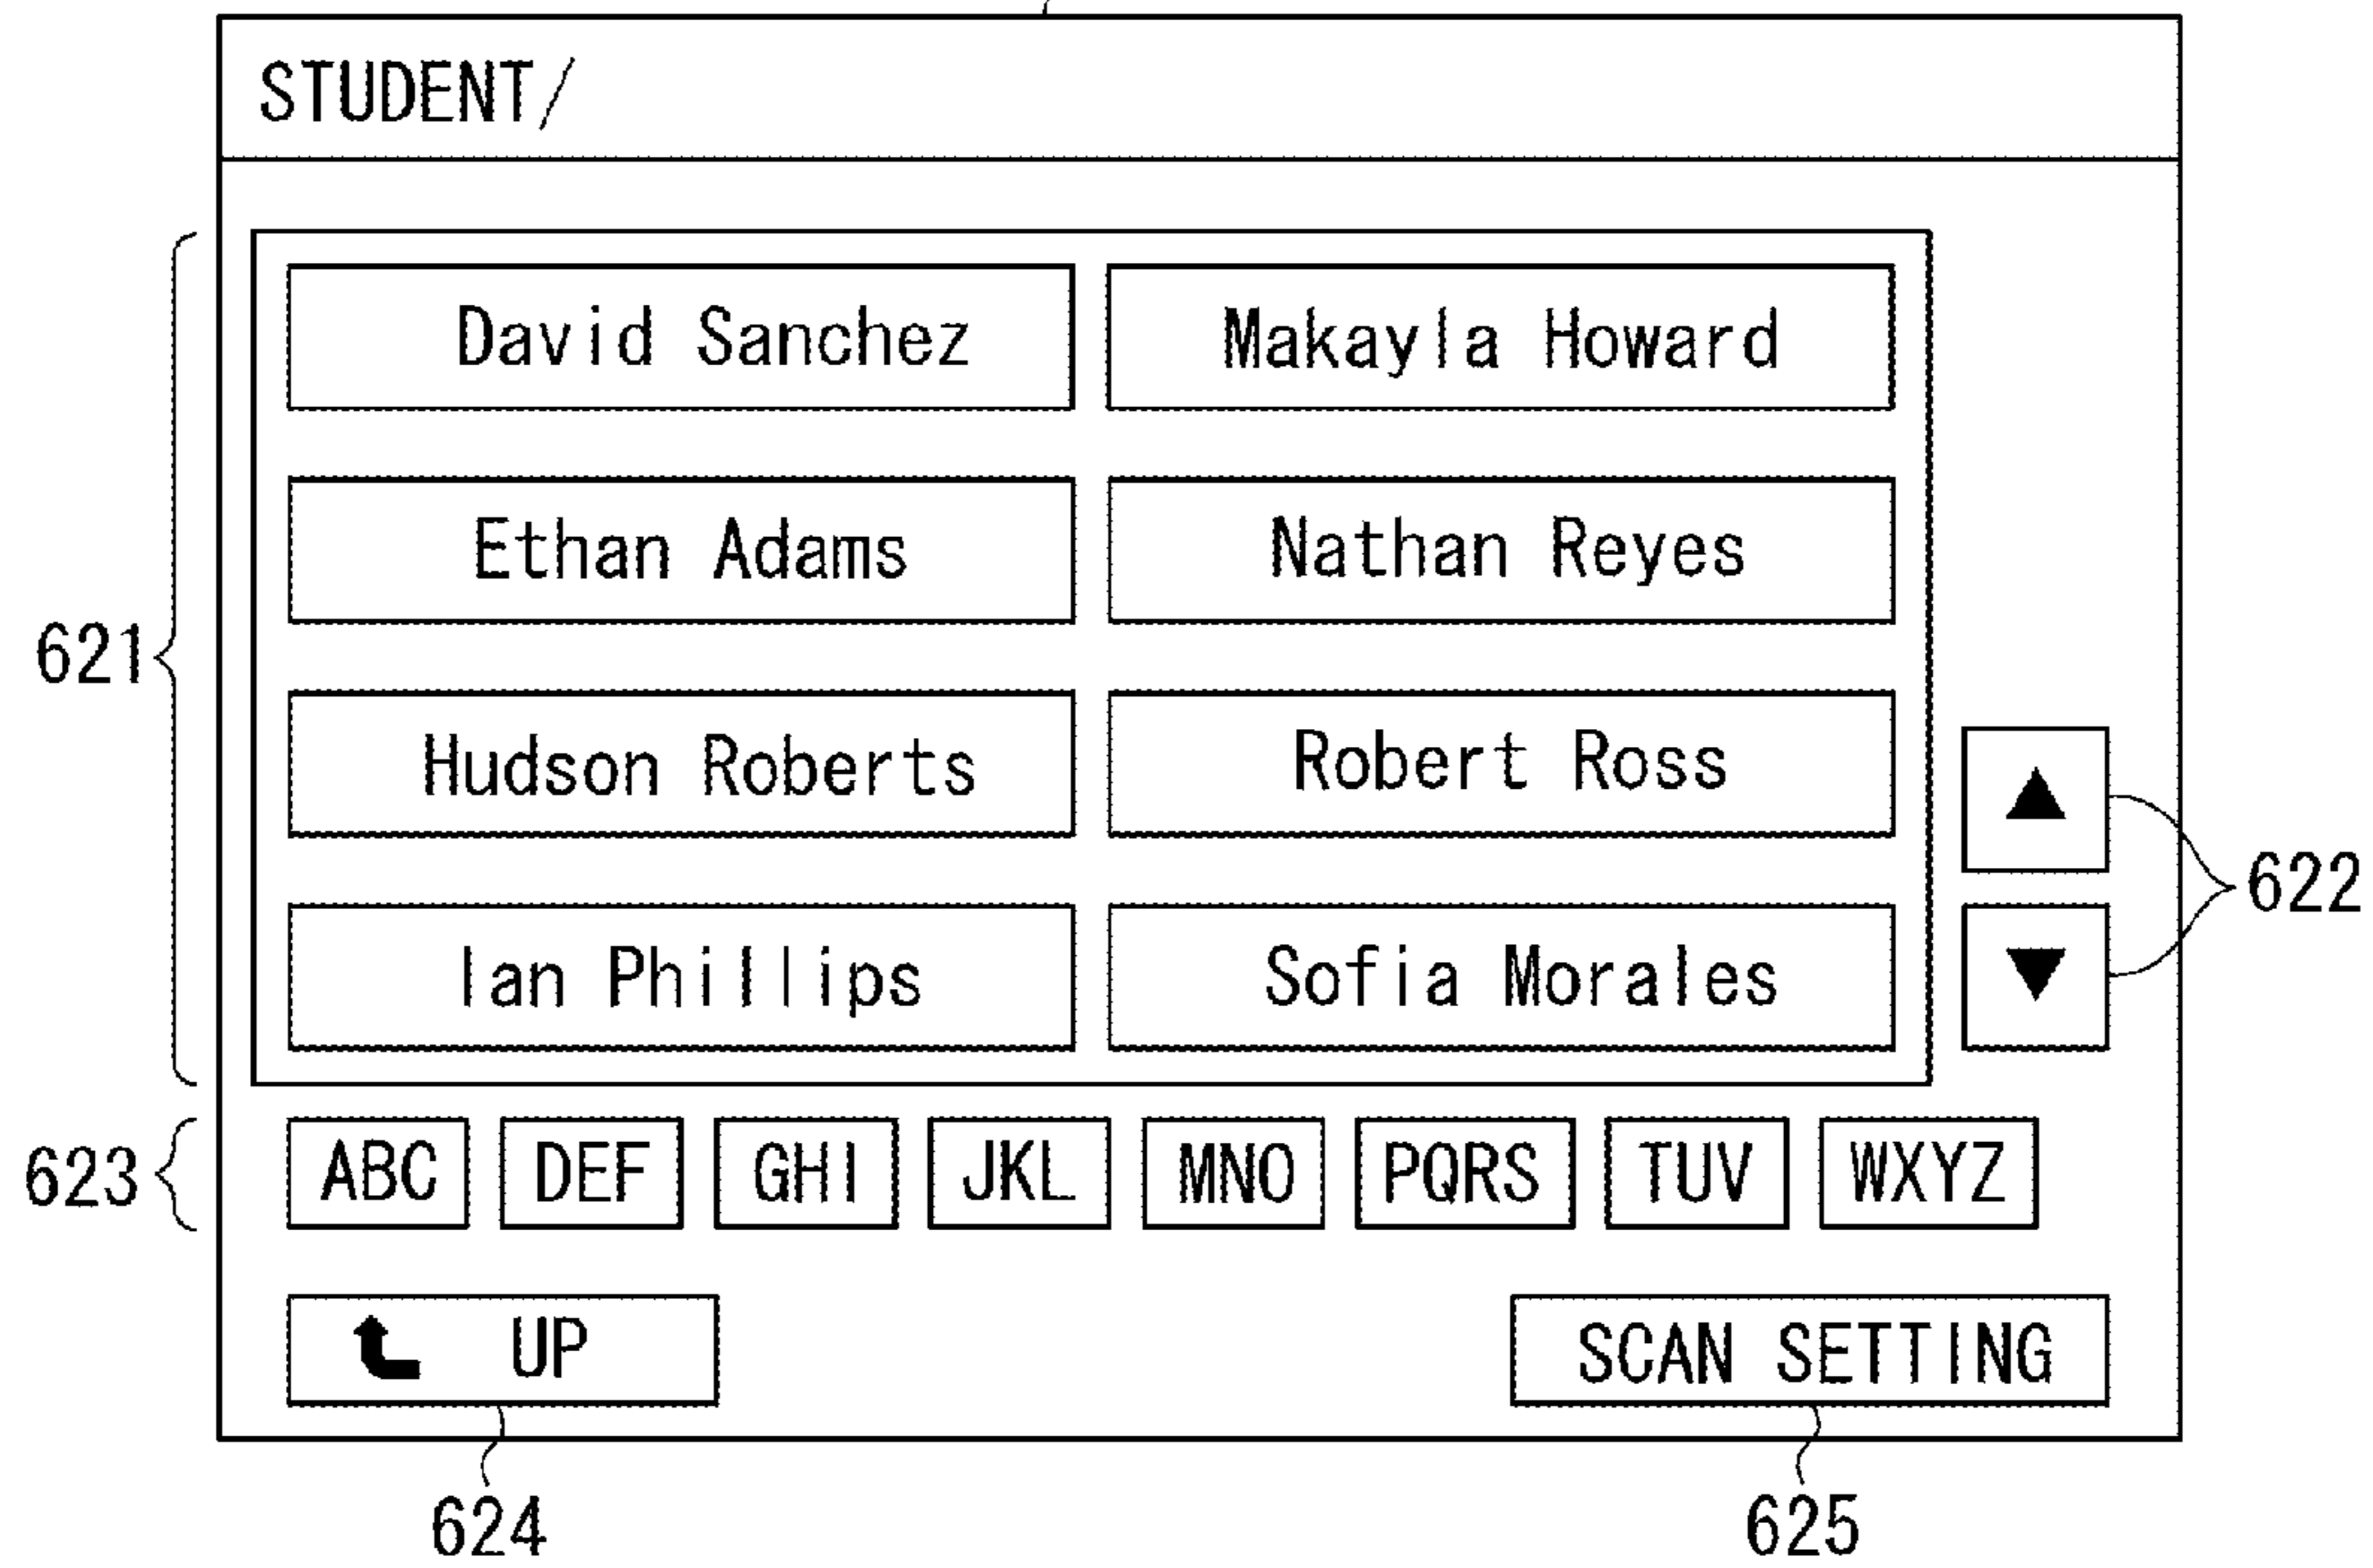 STUDENT/
David Sanchez Makayla Howard
Ethan Adams Nathan Reyes
621
Hudson Roberts Robert Ross
622
Ian Phillips Sofia Morales
623 ABC DEF GHI JKL MNO PQRS TUV WXYZ
UP SCAN SETTING
624 625